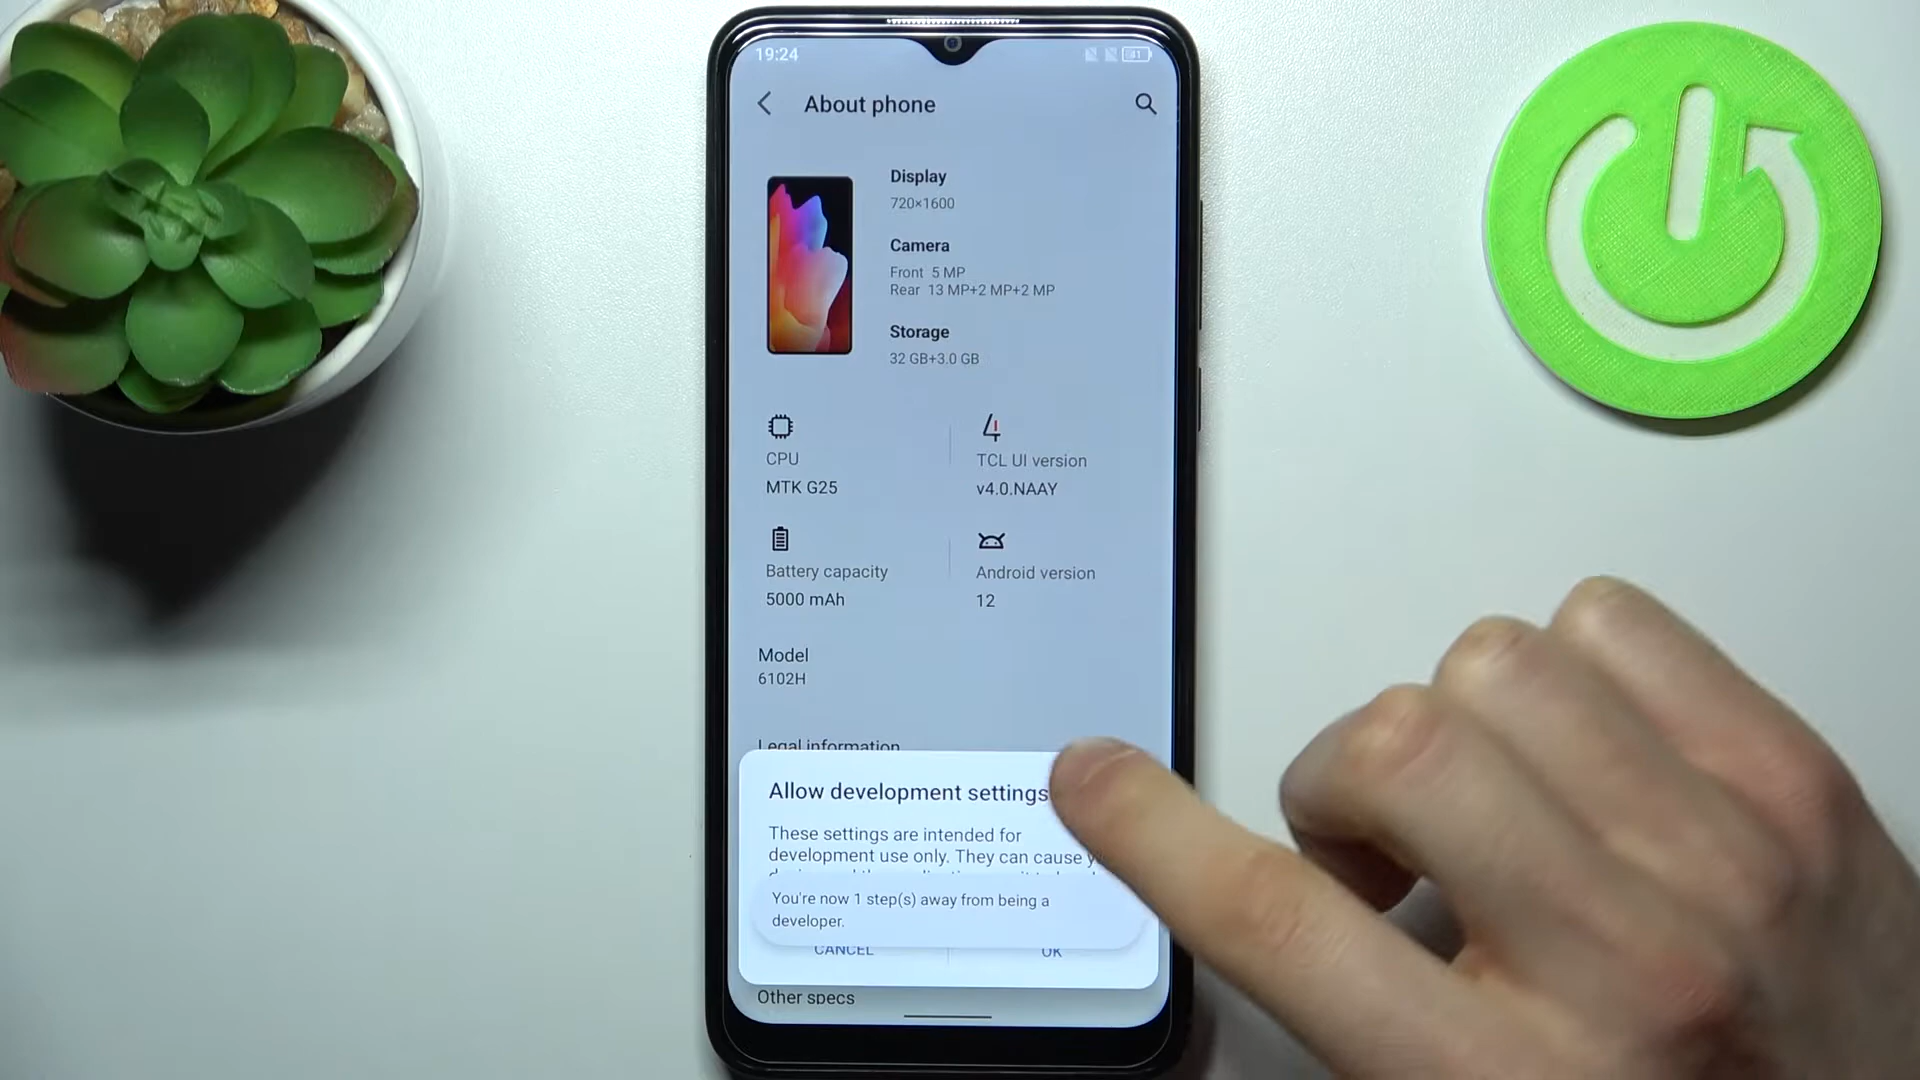 19:24
41
About phone
Display
720×1600
Camera
Front 5 MP
Rear 13 MP+2 MP+2 MP
Storage
32 GB+3.0 GB
CPU
MTK G25
TCL UI version
v4.0.NAAY
Battery capacity
5000 mAh
Android version
12
Model
6102H
Legal information
Allow development settings
These settings are intended for
development use only. They can cause
You're now 1 step(s) away from being a
developer.
CANCEL
OK
Other specs